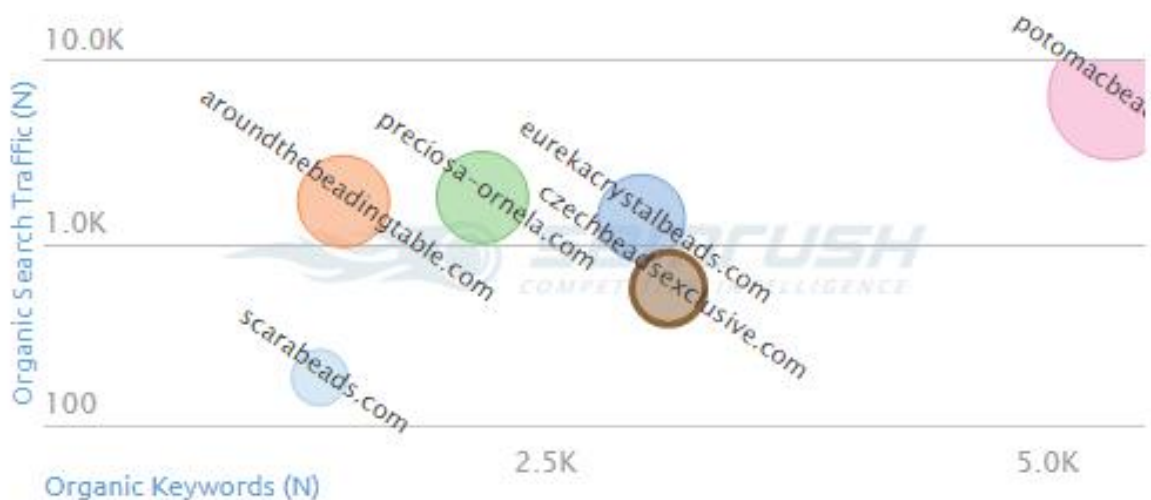 10.0K
Organic Search Traffic (N)
aroundthebeadingtable.com
preciosa-ornela.com
eurekacrystalbeads.com
czechbeadsexclusive.com
1.0K
scarabeads.com
100
2.5K
5.0K
Organic Keywords (N)